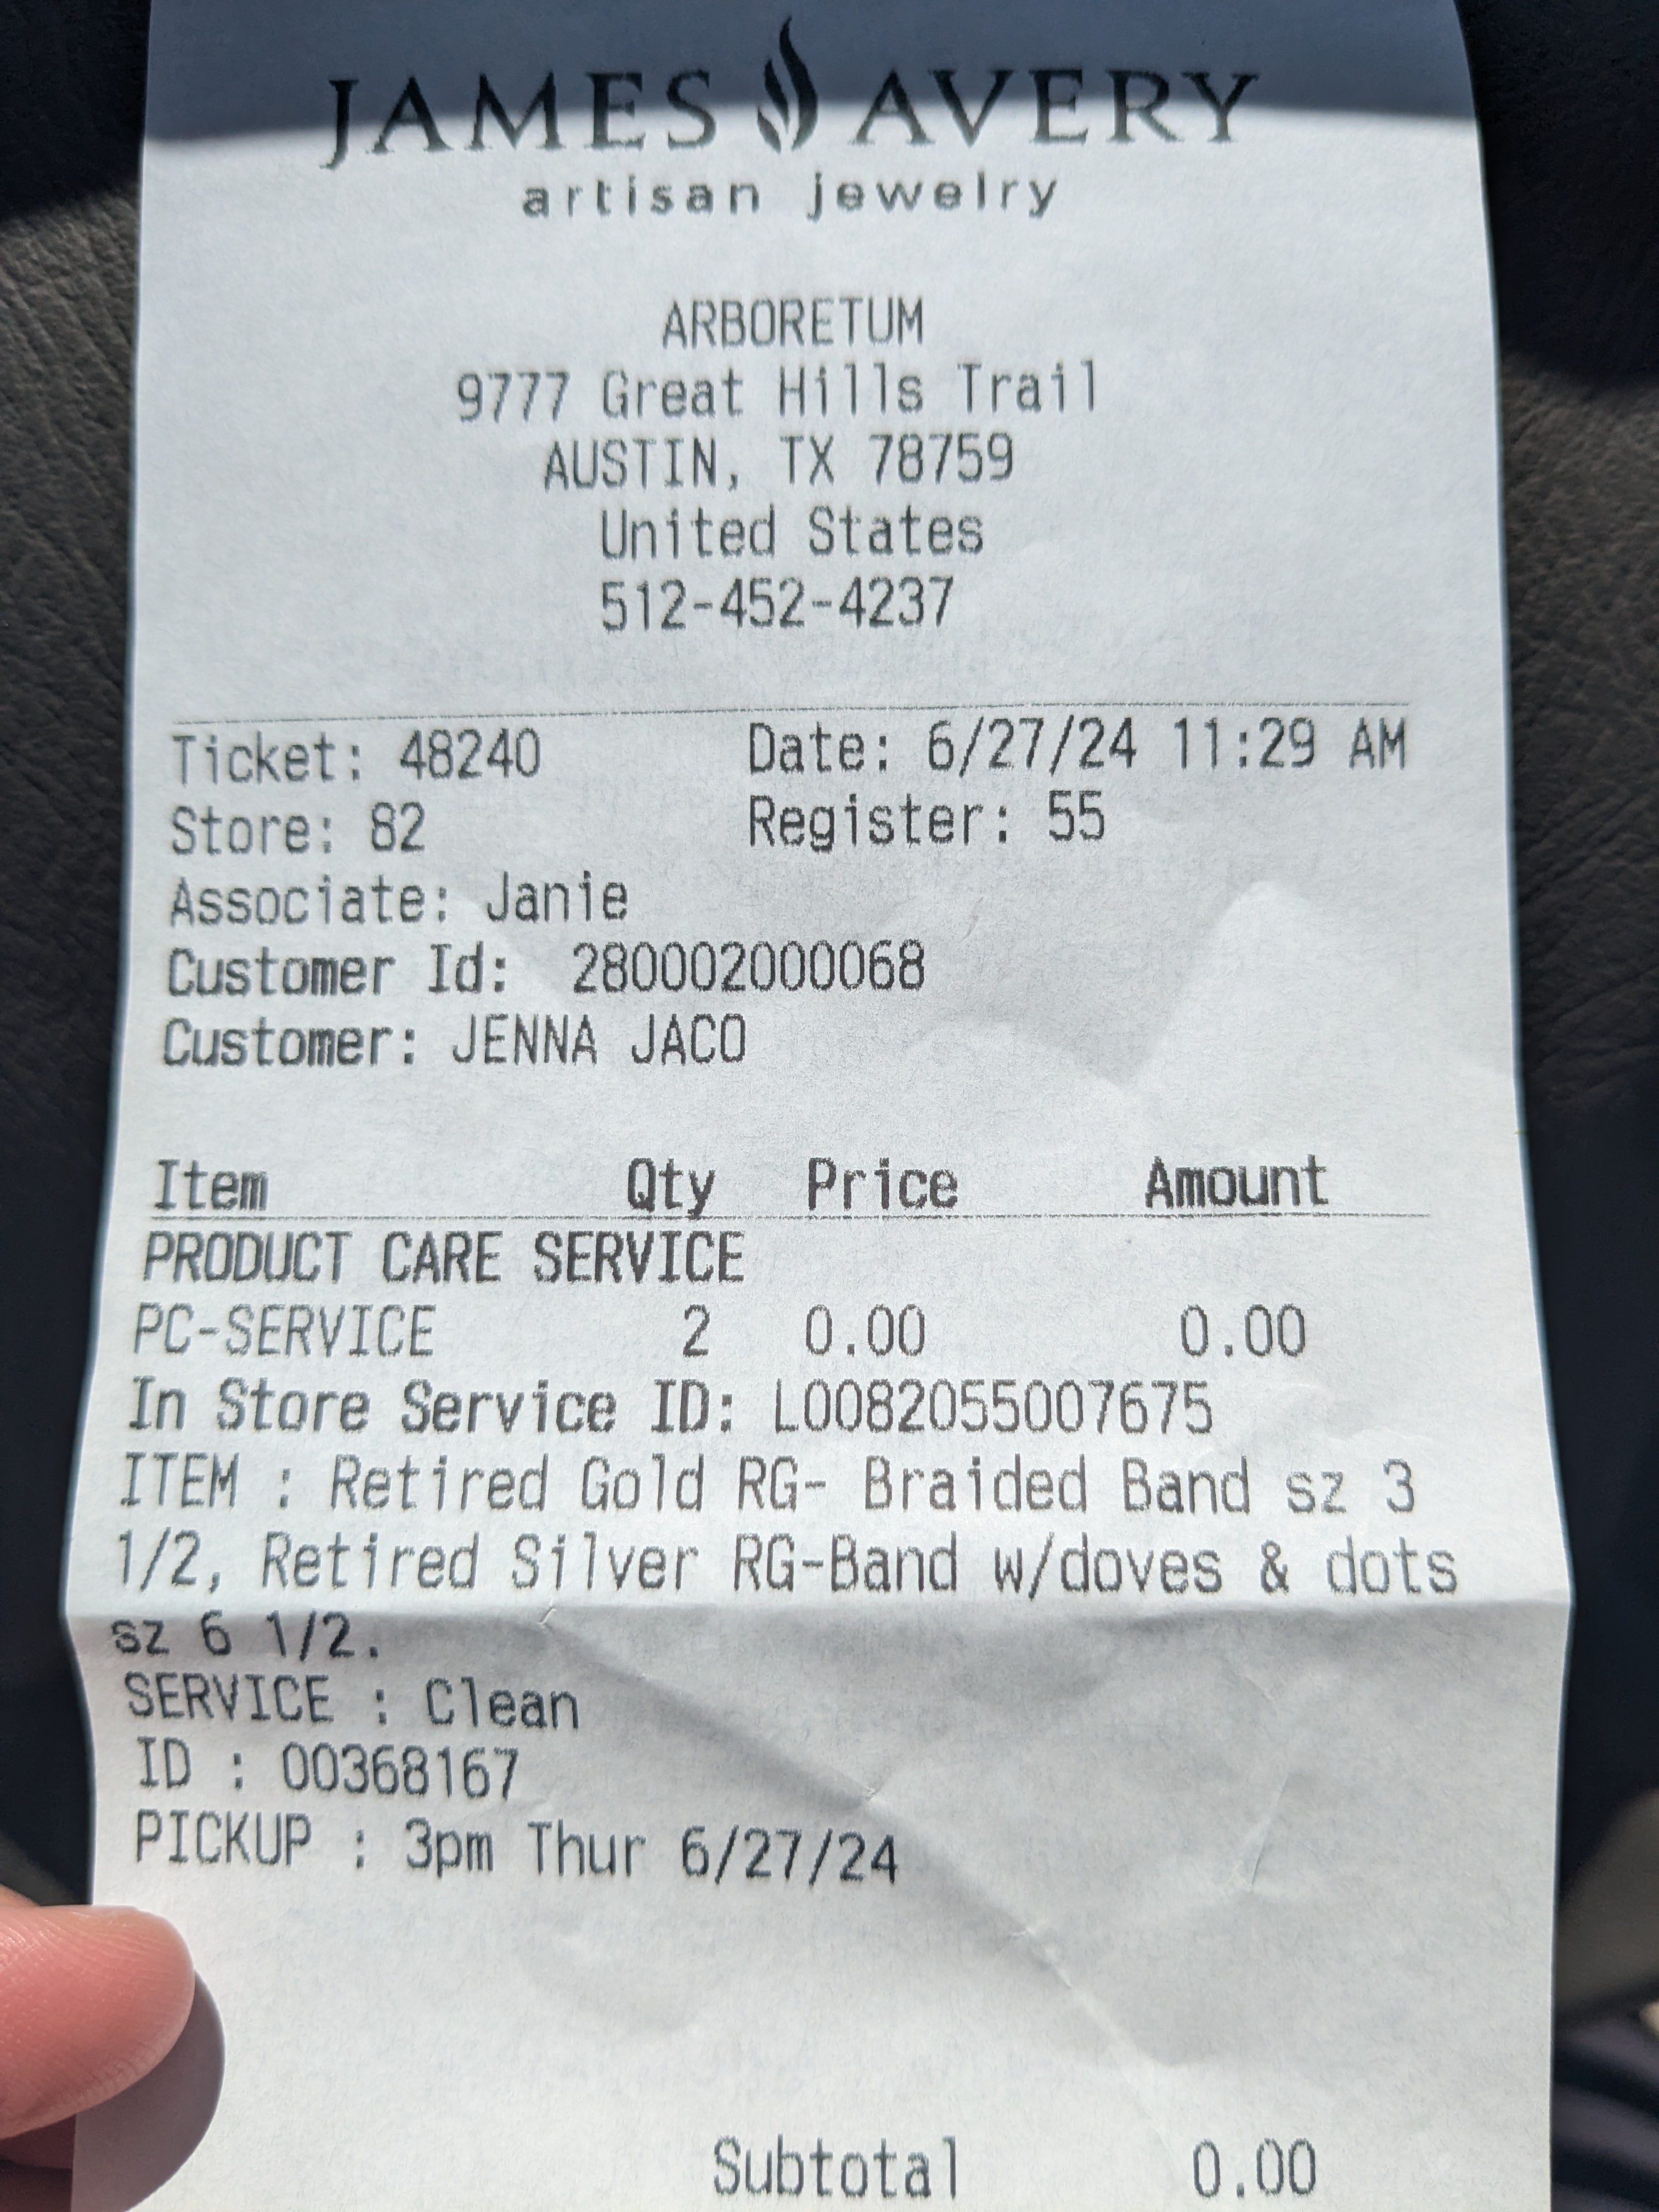 JAMES AVERY
artisan jewelry
ARBORETUM
9777 Great Hills Trail
AUSTIN, TX 78759
United States
512-452-4237
Ticket: 48240 Date: 6/27/24 11:29 AM
Store: 82 Register: 55
Associate: Janie
Customer Id: 280002000068
Customer: JENNA JACO
Item Qty Price Amount
PRODUCT CARE SERVICE
PC-SERVICE 2 0.00 0.00
In Store Service ID: L0082055007675
ITEM : Retired Gold RG- Braided Band sz 3
1/2, Retired Silver RG-Band w/doves & dots
sz 6 1/2.
SERVICE : Clean
ID : 00368167
PICKUP : 3pm Thur 6/27/24
Subtotal 0.00